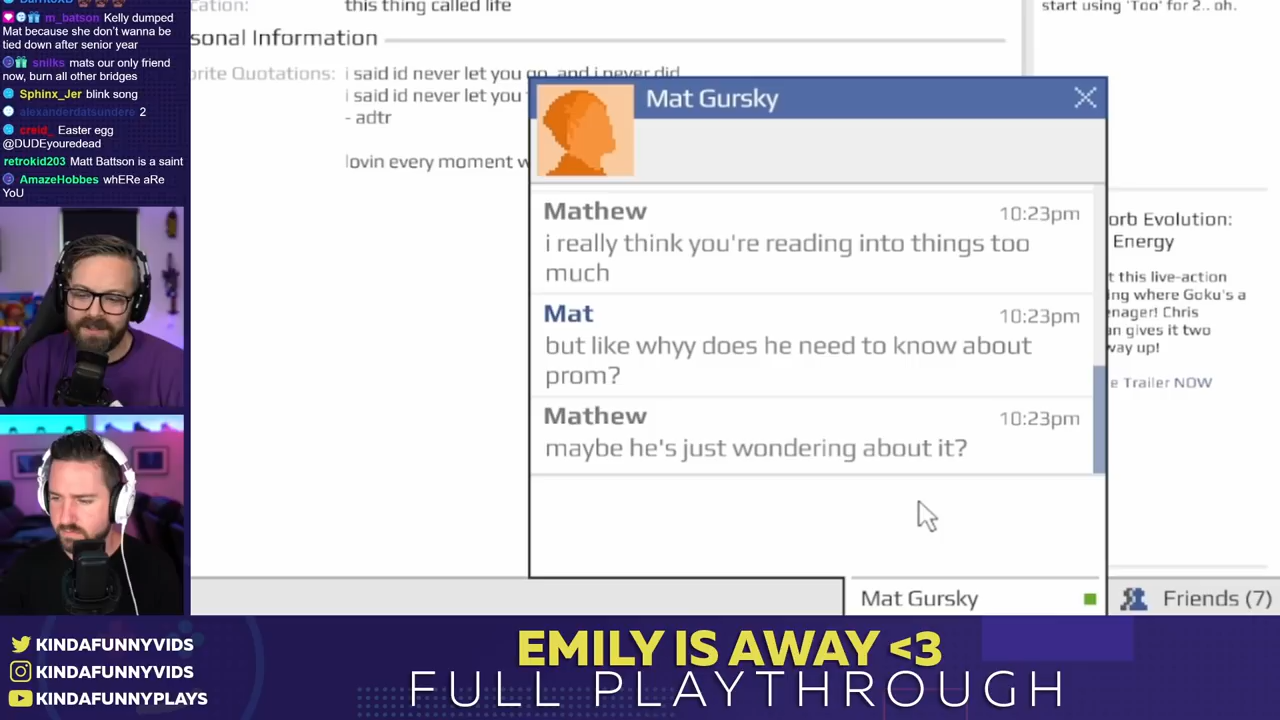 m_batson Kelly dumped
Mat because she don't wanna be
tied down after senior year
sniiks mats our only friend
now, burn all other bridges
Sphinx_Jer blink song
alexanderdatsundere 2
creid_ Easter egg
@DUDEyouredead
retrokid203 Matt Battson is a saint
AmazeHobbes whERe aRe
YoU
this thing called life
sonal Information
rite Quotations:
i said id never let you go, and i never did
i said id never let you
- adtr
lovin every moment w
start using 'Too' for 2.. oh.
Mat Gursky
Mathew 10:23pm
i really think you're reading into things too
much
Mat 10:23pm
but like whyy does he need to know about
prom?
Mathew 10:23pm
maybe he's just wondering about it?
orb Evolution:
Energy
t this live-action
ing where Goku's a
enager! Chris
an gives it two
way up!
e Trailer NOW
Mat Gursky
Friends (7)
KINDAFUNNYVIDS
KINDAFUNNYVIDS
KINDAFUNNYPLAYS
EMILY IS AWAY <3
FULL PLAYTHROUGH